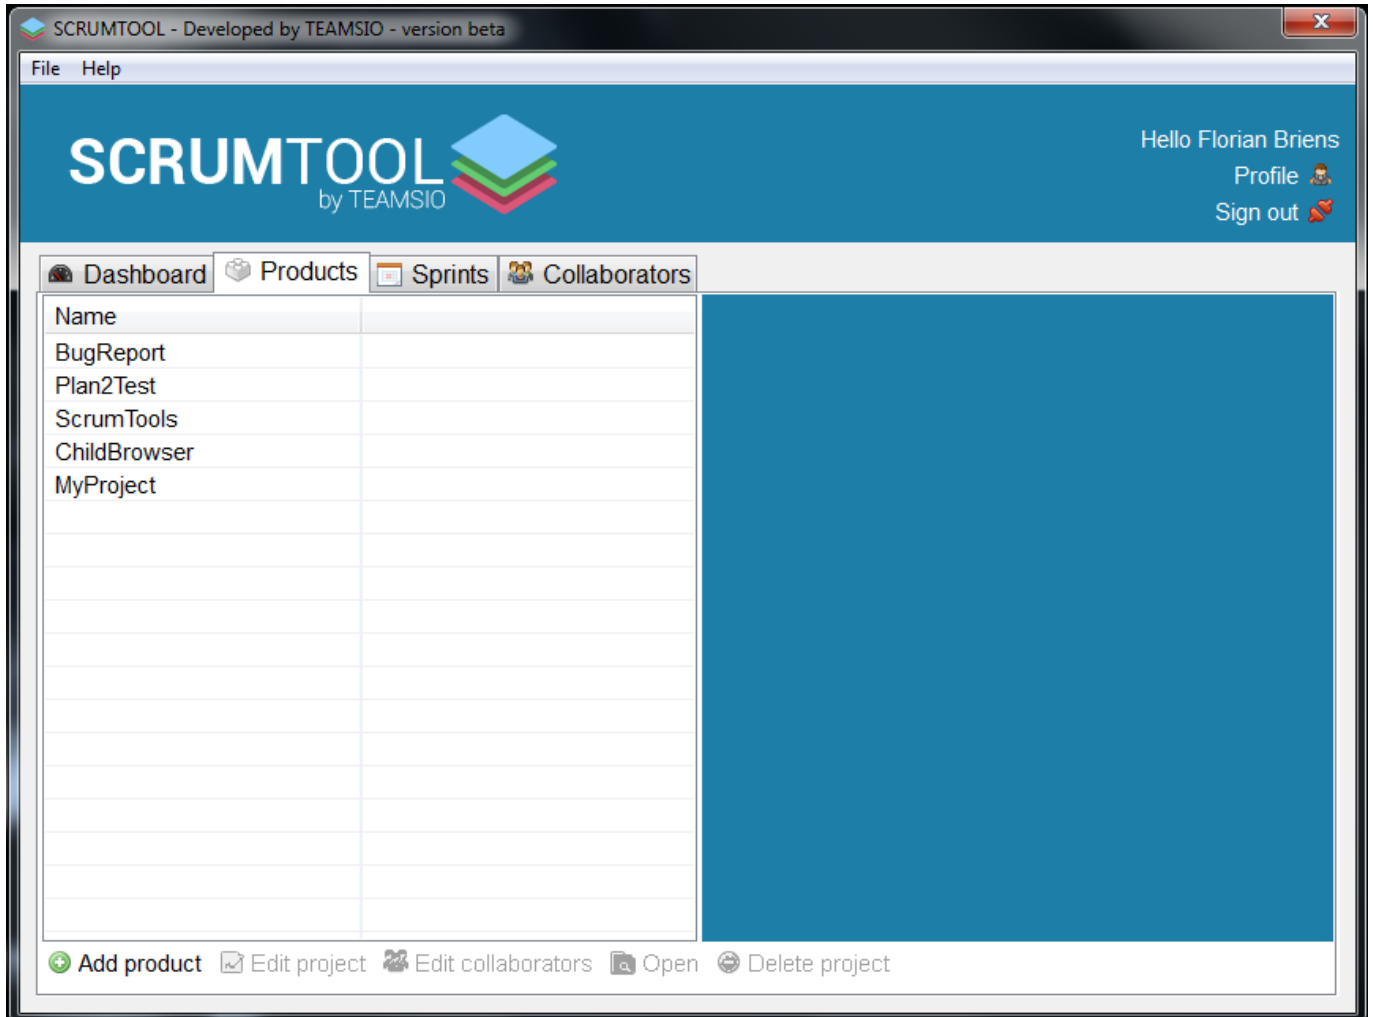 SCRUMTOOL - Developed by TEAMSIO - version beta
File Help
SCRUMTOOL
by TEAMSIO
Hello Florian Briens
Profile
Sign out
Dashboard Products Sprints Collaborators
Name
BugReport
Plan2Test
ScrumTools
ChildBrowser
MyProject
Add product Edit project Edit collaborators Open Delete project